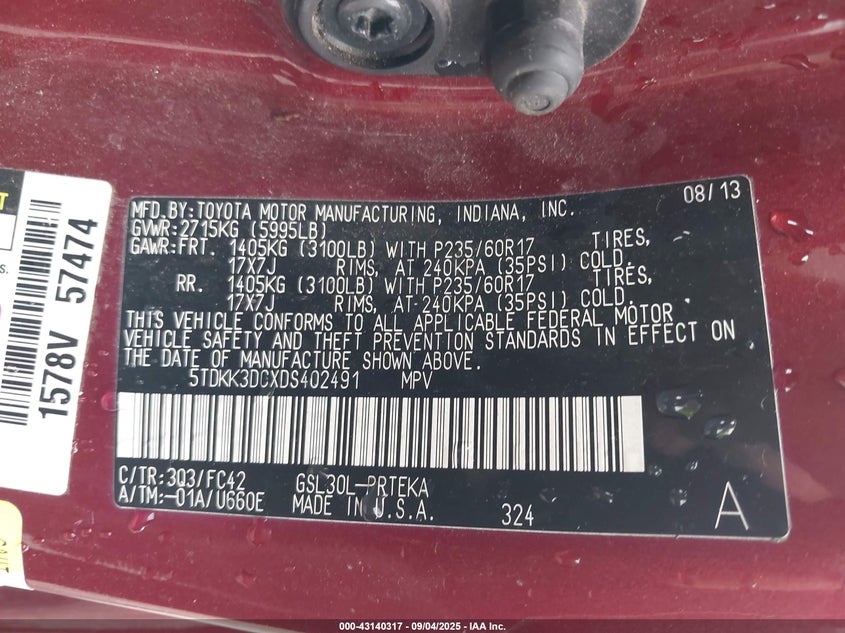 MFD.BY:TOYOTA MOTOR MANUFACTURING, INDIANA, INC. 08/13
GVWR:2715KG (5995LB)
GAWR:FRT. 1405KG (3100LB) WITH P235/60R17 TIRES,
17X7J RIMS, AT 240KPA (35PSI) COLD.
RR. 1405KG (3100LB) WITH P235/60R17 TIRES,
17X7J RIMS, AT 240KPA (35PSI) COLD.
THIS VEHICLE CONFORMS TO ALL APPLICABLE FEDERAL MOTOR
VEHICLE SAFETY AND THEFT PREVENTION STANDARDS IN EFFECT ON
THE DATE OF MANUFACTURE SHOWN ABOVE.
5TDKK3DCXDS402491 MPV
C/TR:3Q3/FC42 GSL30L-PRTEKA
A/TM:-01A/U660E MADE IN U.S.A. 324 A
1578V 57474
000-43140317 - 09/04/2025 - IAA Inc.